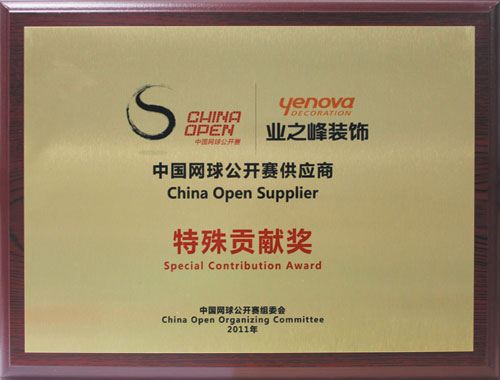 CHINA
OPEN
中国网球公开赛
yenova
DECORATION
业之峰装饰
中国网球公开赛供应商
China Open Supplier
特殊贡献奖
Special Contribution Award
中国网球公开赛组委会
China Open Organizing Committee
2011年